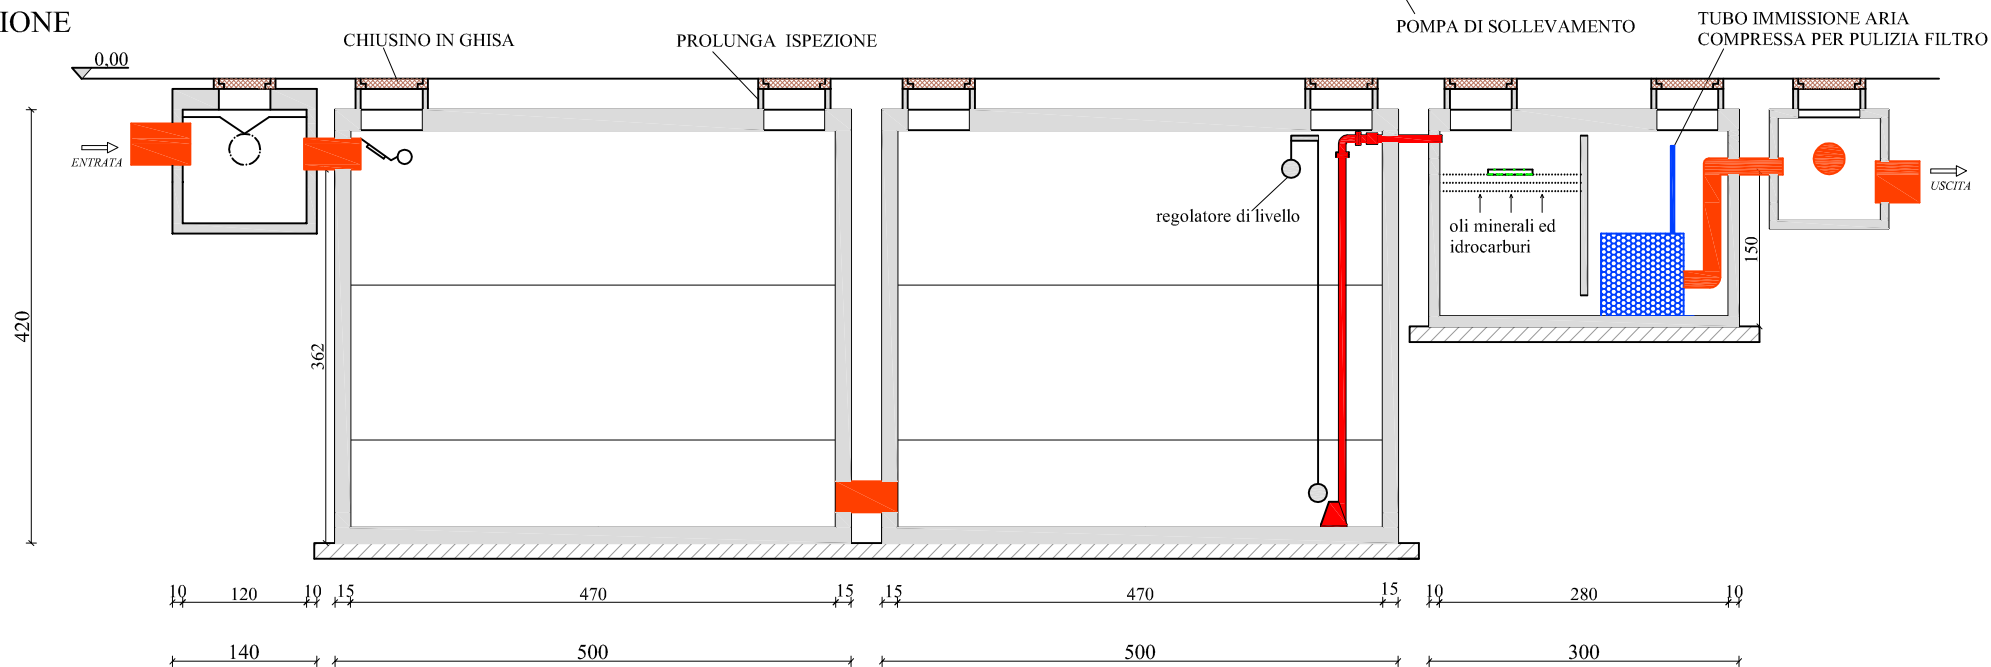 IONE
0,00
CHIUSINO IN GHISA
PROLUNGA ISPEZIONE
POMPA DI SOLLEVAMENTO
TUBO IMMISSIONE ARIA
COMPRESSA PER PULIZIA FILTRO
ENTRATA
USCITA
regolatore di livello
oli minerali ed
idrocarburi
150
420
362
10 120 10 15 470 15 15 470 15 10 280 10
140 500 500 300